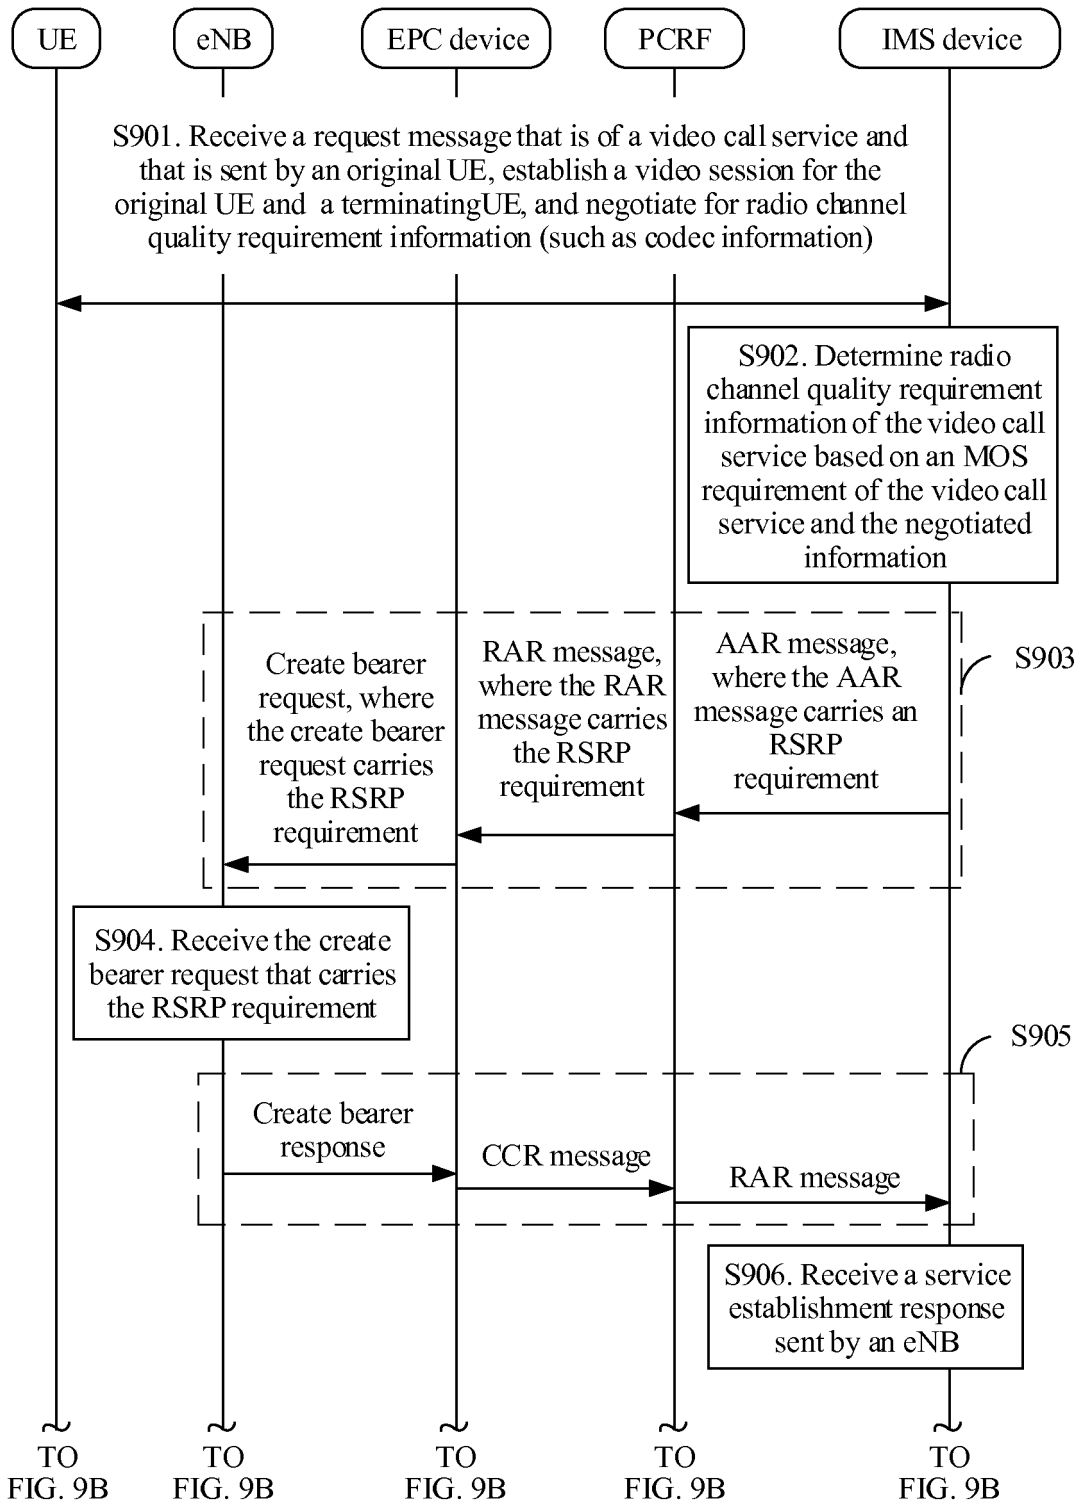 UE eNB EPC device PCRF IMS device
S901. Receive a request message that is of a video call service and
that is sent by an original UE, establish a video session for the
original UE and a terminating UE, and negotiate for radio channel
quality requirement information (such as codec information)
S902. Determine radio
channel quality requirement
information of the video call
service based on an MOS
requirement of the video call
service and the negotiated
information
S903
Create bearer
request, where
the create bearer
request carries
the RSRP
requirement
RAR message,
where the RAR
message carries
the RSRP
requirement
AAR message,
where the AAR
message carries an
RSRP
requirement
S904. Receive the create
bearer request that carries
the RSRP requirement
S905
Create bearer
response
CCR message
RAR message
S906. Receive a service
establishment response
sent by an eNB
TO
FIG. 9B
TO
FIG. 9B
TO
FIG. 9B
TO
FIG. 9B
TO
FIG. 9B